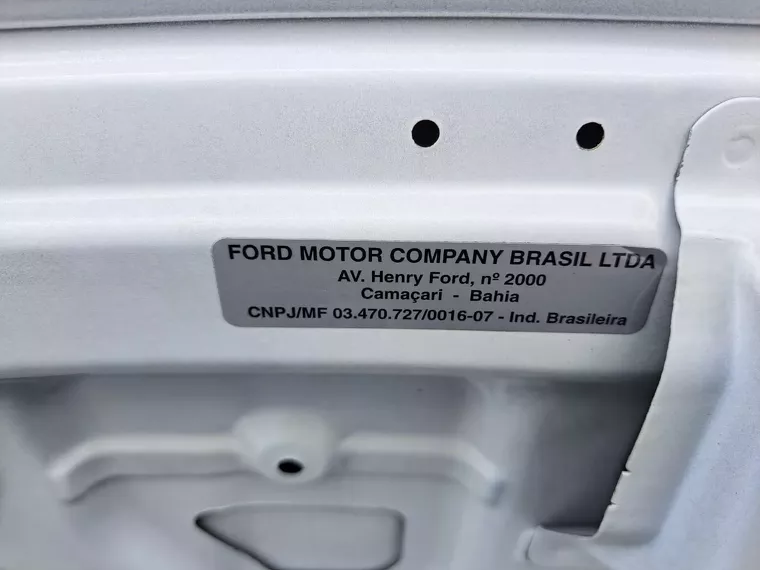 FORD MOTOR COMPANY BRASIL LTDA
AV. Henry Ford, nº 2000
Camaçari - Bahia
CNPJ/MF 03.470.727/0016-07 - Ind. Brasileira